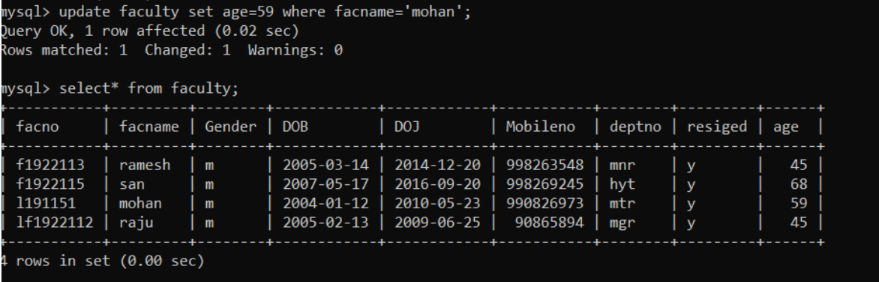 mysql> update faculty set age=59 where facname='mohan';
Query OK, 1 row affected (0.02 sec)
Rows matched: 1  Changed: 1  Warnings: 0
mysql> select* from faculty;
+-----------+---------+--------+------------+------------+-----------+--------+---------+------+
| facno     | facname | Gender | DOB        | DOJ        | Mobileno  | deptno | resiged | age  |
+-----------+---------+--------+------------+------------+-----------+--------+---------+------+
| f1922113  | ramesh  | m      | 2005-03-14 | 2014-12-20 | 998263548 | mnr    | y       |   45 |
| f1922115  | san     | m      | 2007-05-17 | 2016-09-20 | 998269245 | hyt    | y       |   68 |
| l191151   | mohan   | m      | 2004-01-12 | 2010-05-23 | 990826973 | mtr    | y       |   59 |
| lf1922112 | raju    | m      | 2005-02-13 | 2009-06-25 |  90865894 | mgr    | y       |   45 |
+-----------+---------+--------+------------+------------+-----------+--------+---------+------+
4 rows in set (0.00 sec)